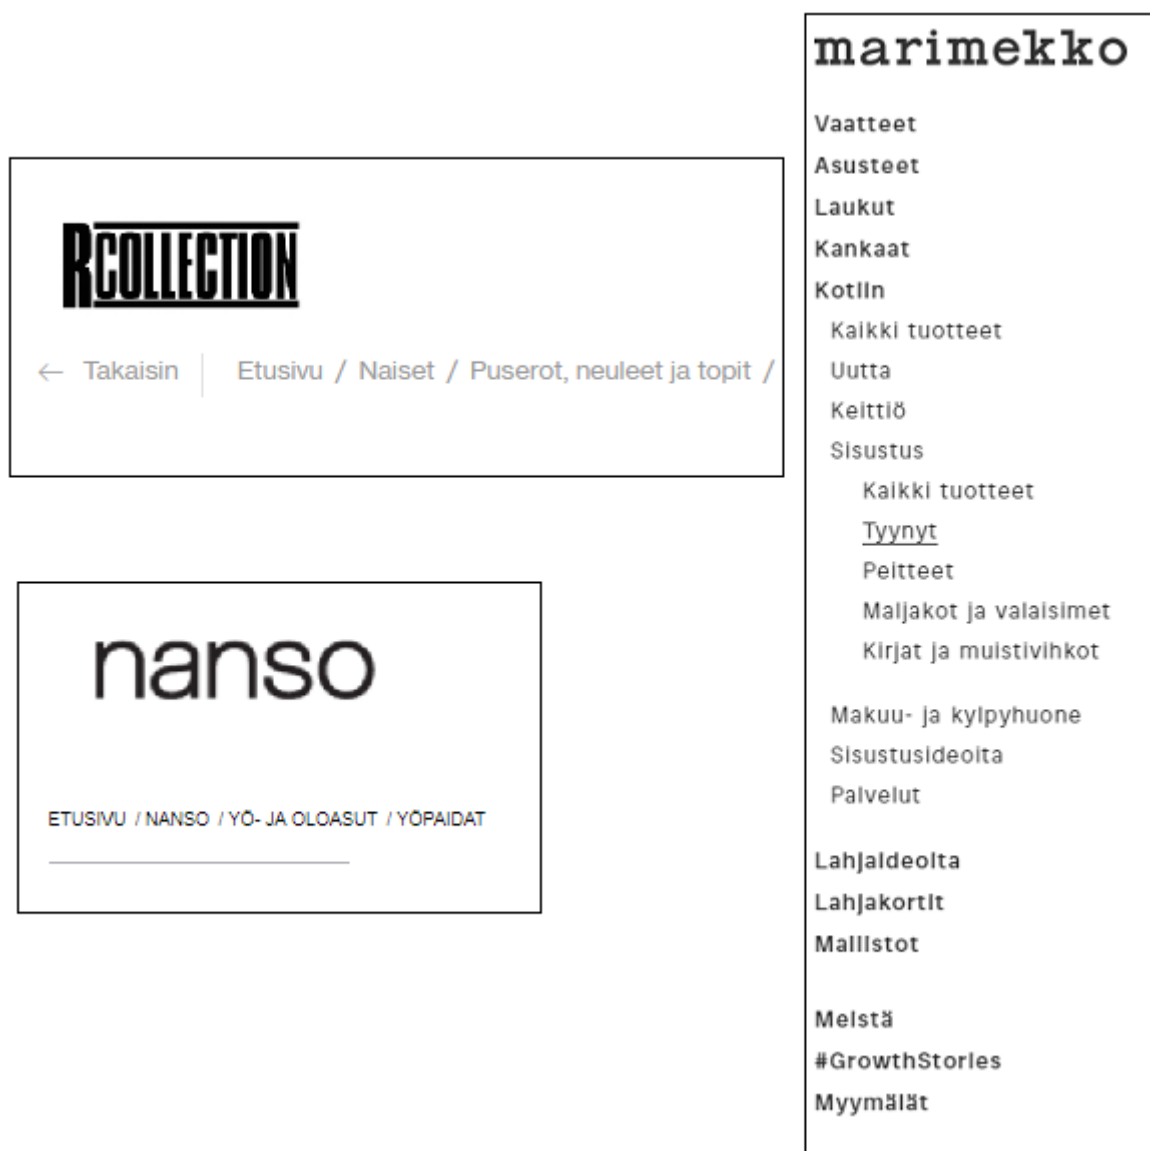 RCOLLECTION
← Takaisin Etusivu / Naiset / Puserot, neuleet ja topit /
nanso
ETUSIVU / NANSO / YÖ- JA OLOASUT / YÖPAIDAT
marimekko
Vaatteet
Asusteet
Laukut
Kankaat
Kotiin
Kaikki tuotteet
Uutta
Keittiö
Sisustus
Kaikki tuotteet
Tyynyt
Peitteet
Maljakot ja valaisimet
Kirjat ja muistivihkot
Makuu- ja kylpyhuone
Sisustusideoita
Palvelut
Lahjaideoita
Lahjakortit
Mallistot
Meistä
#GrowthStories
Myymälät